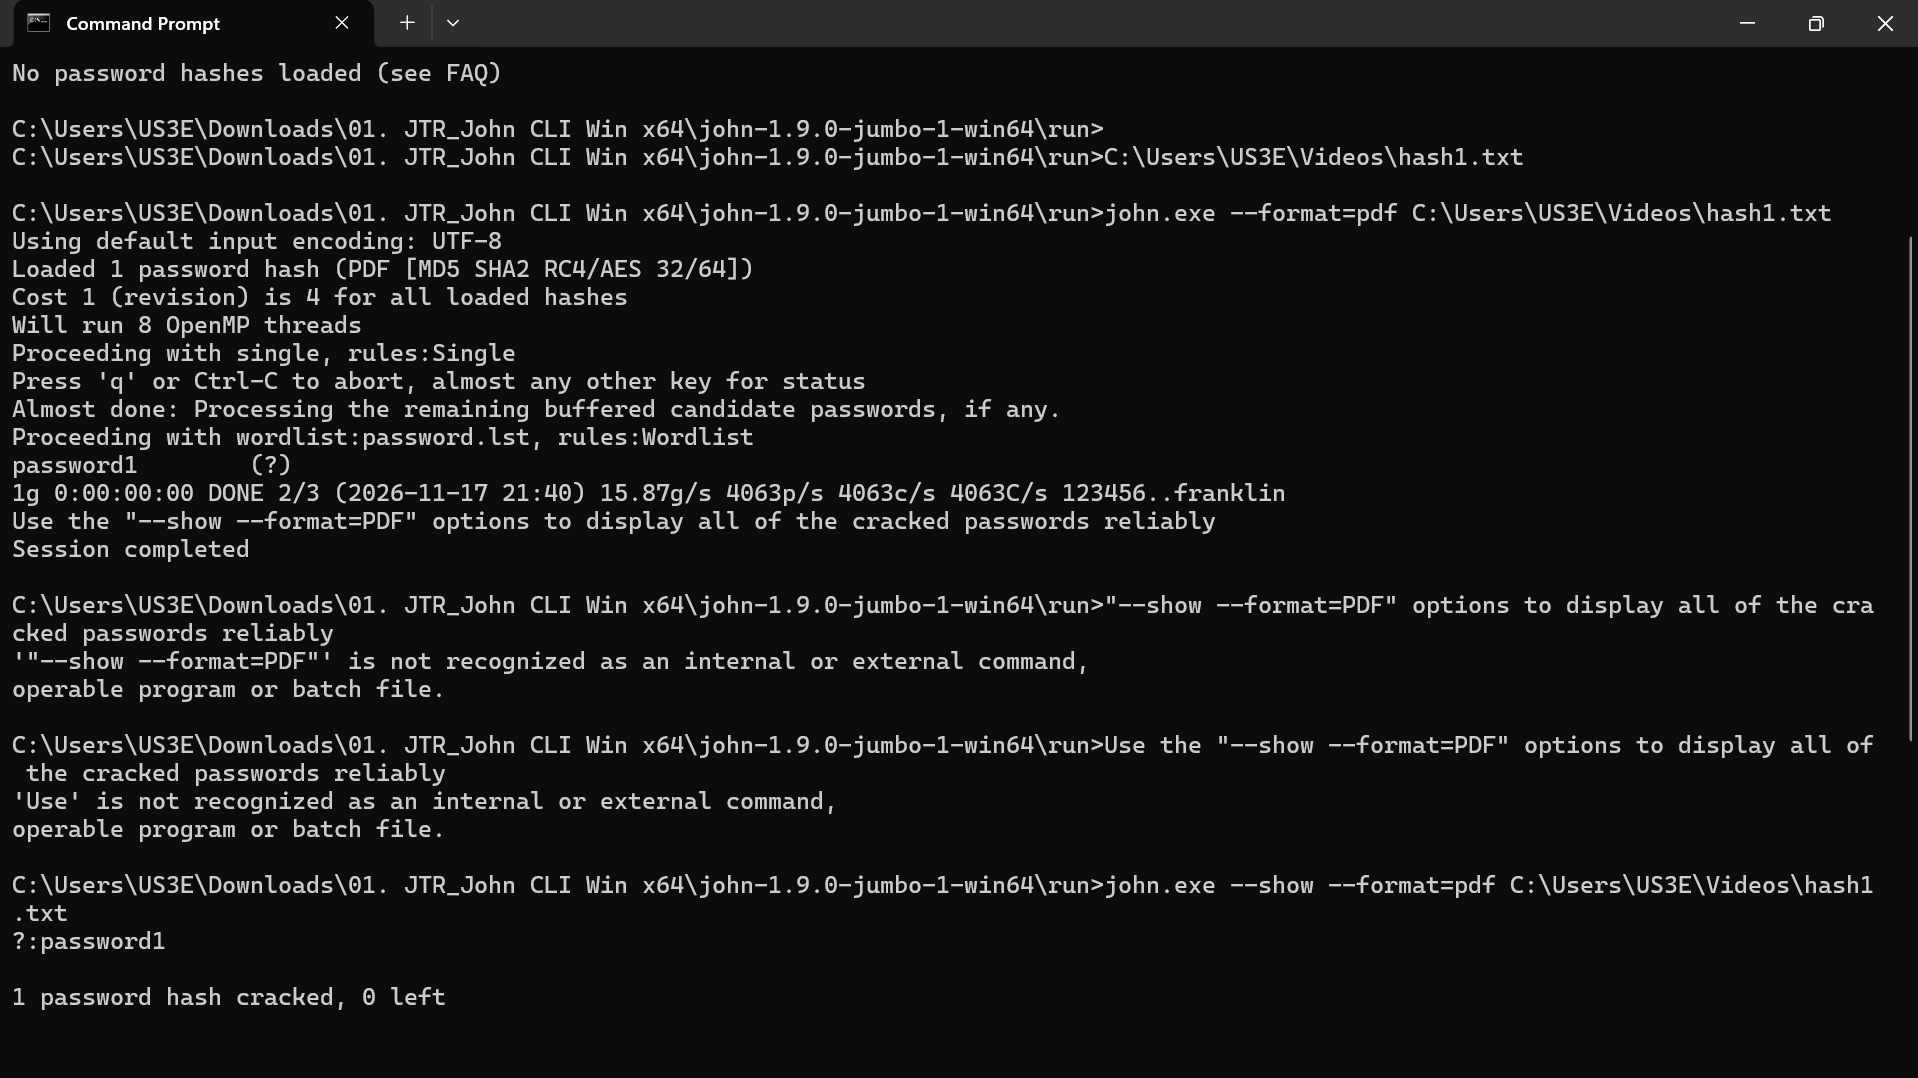 Command Prompt
No password hashes loaded (see FAQ)
C:\Users\US3E\Downloads\01. JTR_John CLI Win x64\john-1.9.0-jumbo-1-win64\run>
C:\Users\US3E\Downloads\01. JTR_John CLI Win x64\john-1.9.0-jumbo-1-win64\run>C:\Users\US3E\Videos\hash1.txt
C:\Users\US3E\Downloads\01. JTR_John CLI Win x64\john-1.9.0-jumbo-1-win64\run>john.exe --format=pdf C:\Users\US3E\Videos\hash1.txt
Using default input encoding: UTF-8
Loaded 1 password hash (PDF [MD5 SHA2 RC4/AES 32/64])
Cost 1 (revision) is 4 for all loaded hashes
Will run 8 OpenMP threads
Proceeding with single, rules:Single
Press 'q' or Ctrl-C to abort, almost any other key for status
Almost done: Processing the remaining buffered candidate passwords, if any.
Proceeding with wordlist:password.lst, rules:Wordlist
password1        (?)
1g 0:00:00:00 DONE 2/3 (2026-11-17 21:40) 15.87g/s 4063p/s 4063c/s 4063C/s 123456..franklin
Use the "--show --format=PDF" options to display all of the cracked passwords reliably
Session completed
C:\Users\US3E\Downloads\01. JTR_John CLI Win x64\john-1.9.0-jumbo-1-win64\run>"--show --format=PDF" options to display all of the cra
cked passwords reliably
'"--show --format=PDF"' is not recognized as an internal or external command,
operable program or batch file.
C:\Users\US3E\Downloads\01. JTR_John CLI Win x64\john-1.9.0-jumbo-1-win64\run>Use the "--show --format=PDF" options to display all of
 the cracked passwords reliably
'Use' is not recognized as an internal or external command,
operable program or batch file.
C:\Users\US3E\Downloads\01. JTR_John CLI Win x64\john-1.9.0-jumbo-1-win64\run>john.exe --show --format=pdf C:\Users\US3E\Videos\hash1
.txt
?:password1
1 password hash cracked, 0 left